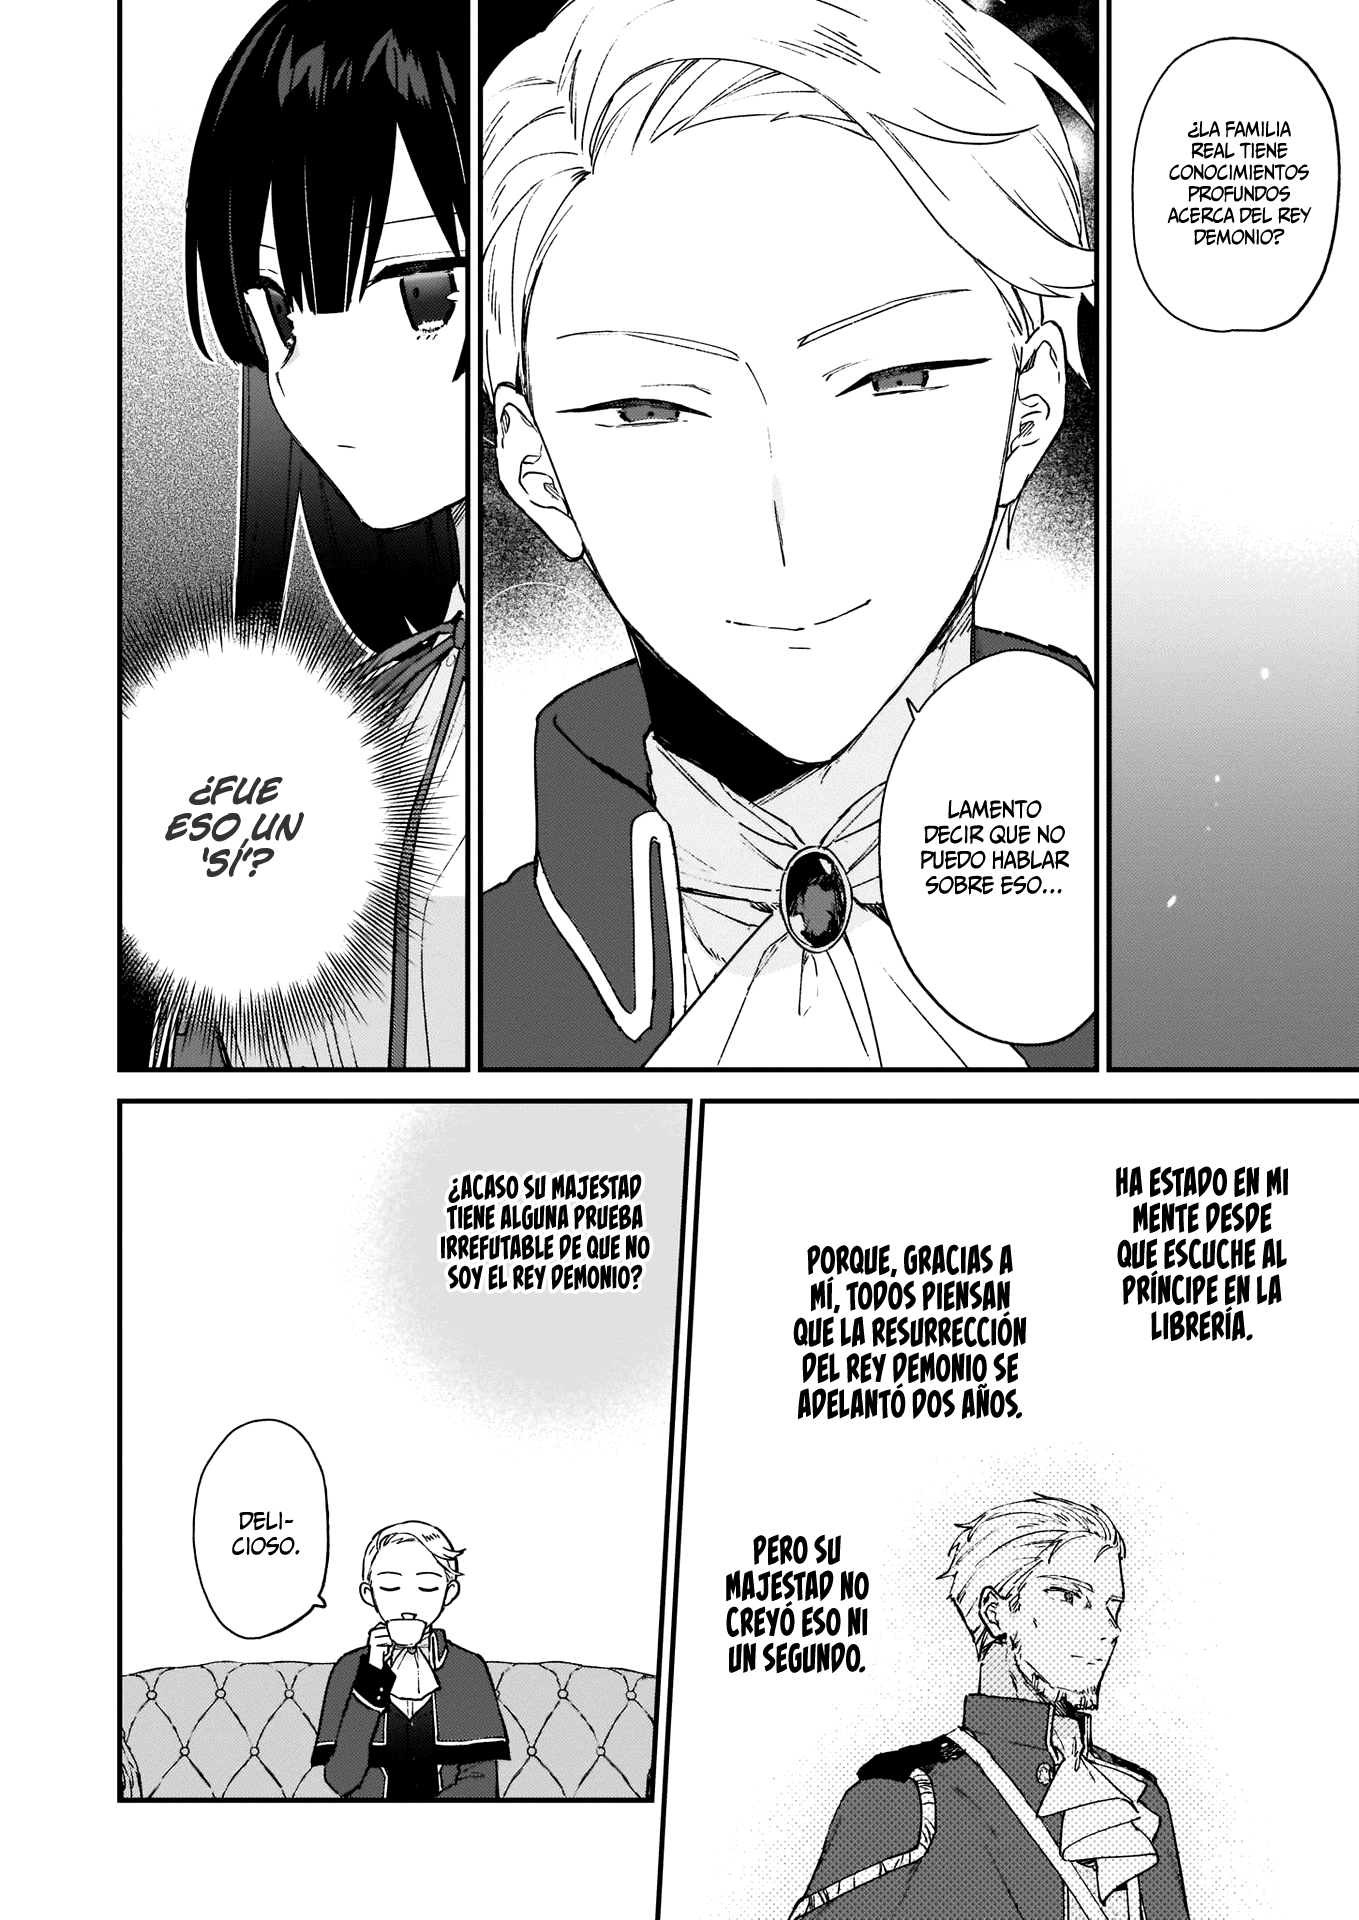 ¿LA FAMILIA
REAL TIENE
CONOCIMIENTOS
PROFUNDOS
ACERCA DEL REY
DEMONIO?
LAMENTO
DECIR QUE NO
PUEDO HABLAR
SOBRE ESO...
¿FUE
ESO UN
'SÍ'?
HA ESTADO EN MI
MENTE DESDE
QUE ESCUCHE AL
PRÍNCIPE EN LA
LIBRERÍA.
PORQUE, GRACIAS A
MÍ, TODOS PIENSAN
QUE LA RESURRECCIÓN
DEL REY DEMONIO SE
ADELANTÓ DOS AÑOS.
PERO SU
MAJESTAD NO
CREYÓ ESO NI
UN SEGUNDO.
¿ACASO SU MAJESTAD
TIENE ALGUNA PRUEBA
IRREFUTABLE DE QUE NO
SOY EL REY DEMONIO?
DELI-
CIOSO.